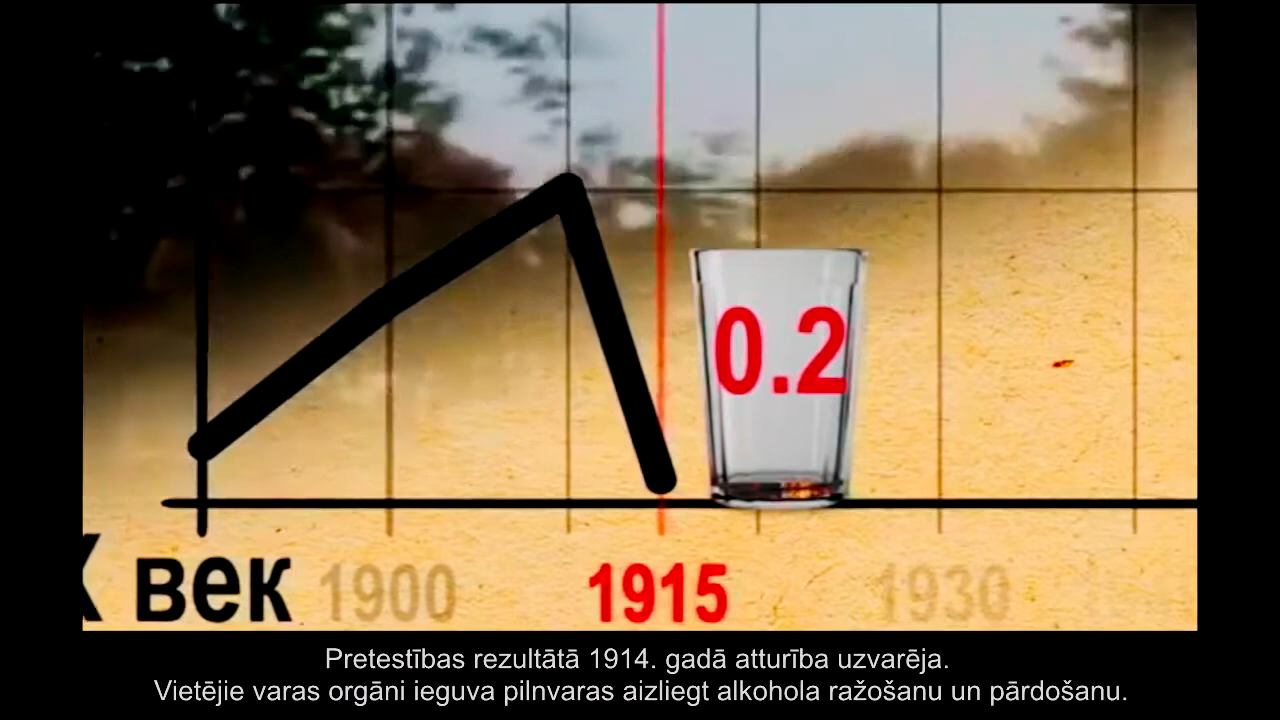 0.2
век 1900 1915 1930
Pretestības rezultātā 1914. gadā atturība uzvarēja.
Vietējie varas orgāni ieguva pilnvaras aizliegt alkohola ražošanu un pārdošanu.